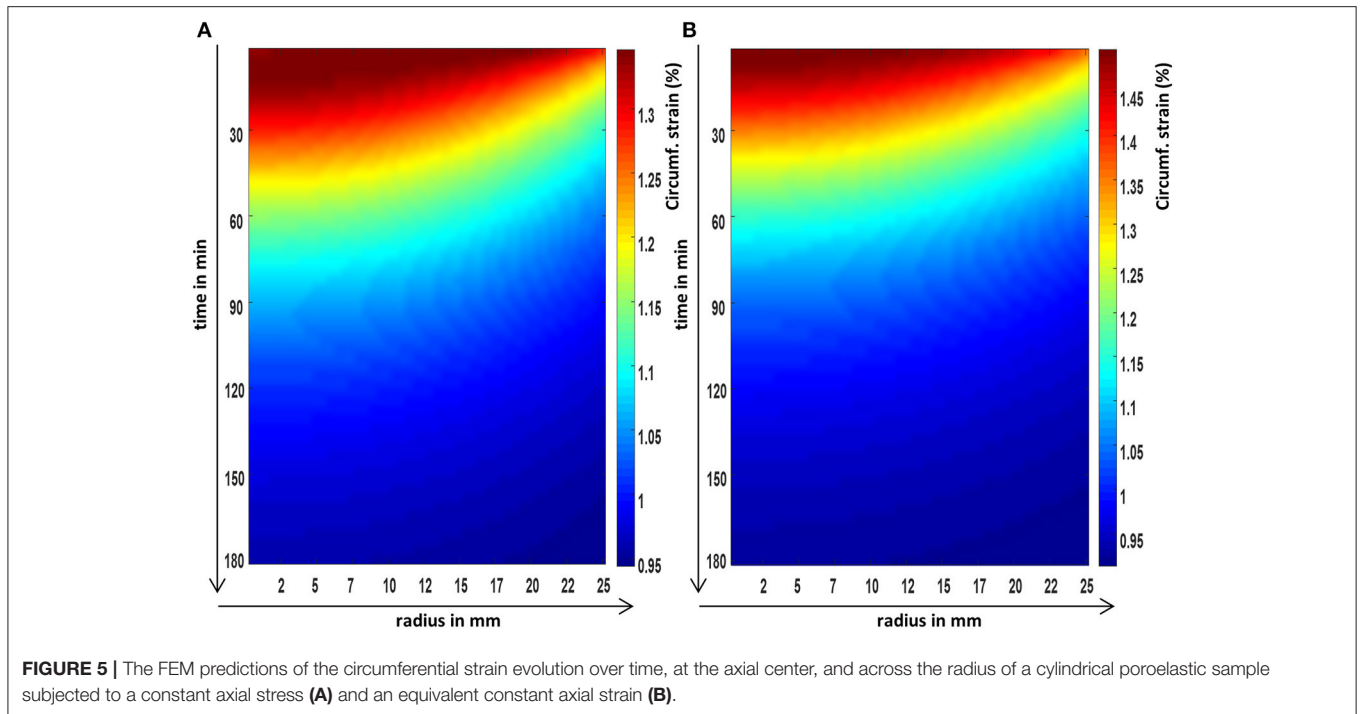 A
B
30
60
90
120
150
180
time in min
2 5 7 10 12 15 17 20 22 25
radius in mm
1.3
1.25
1.2
1.15
1.1
1.05
1
0.95
Circumf. strain (%)
30
60
90
120
150
180
time in min
2 5 7 10 12 15 17 20 22 25
radius in mm
1.45
1.4
1.35
1.3
1.25
1.2
1.15
1.1
1.05
1
0.95
Circumf. strain (%)
FIGURE 5 | The FEM predictions of the circumferential strain evolution over time, at the axial center, and across the radius of a cylindrical poroelastic sample
subjected to a constant axial stress (A) and an equivalent constant axial strain (B).